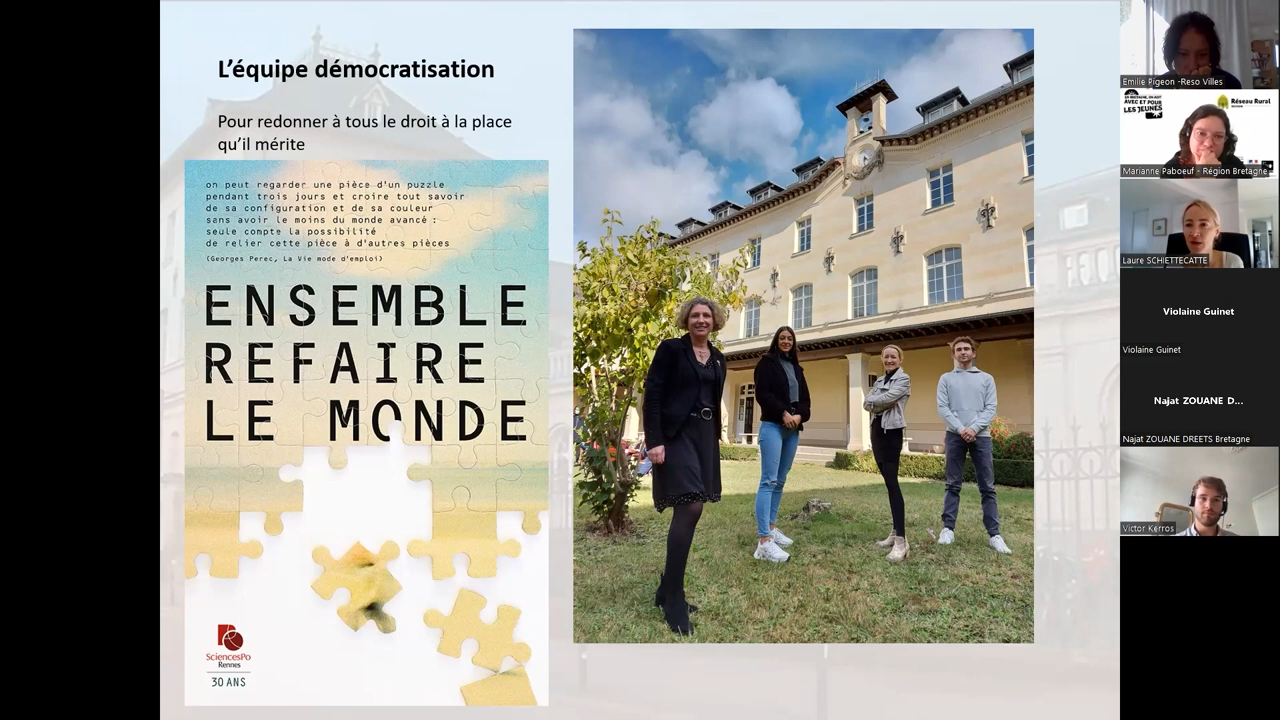 L'équipe démocratisation
Pour redonner à tous le droit à la place
qu'il mérite
on peut regarder une pièce d'un puzzle
pendant trois jours et croire tout savoir
de sa configuration et de sa couleur
sans avoir le moins du monde avancé :
seule compte la possibilité
de relier cette pièce à d'autres pièces
(Georges Perec, La Vie mode d'emploi)
ENSEMBLE
REFAIRE
LE MONDE
SciencesPo
Rennes
30 ANS
Emilie Pigeon -Reso Villes
AVEC ET POUR
LES JEUNES
Réseau Rural
Marianne Paboeuf - Région Bretagne
Laure SCHIETTECATTE
Violaine Guinet
Violaine Guinet
Najat ZOUANE D...
Najat ZOUANE DREETS Bretagne
Victor Kerros